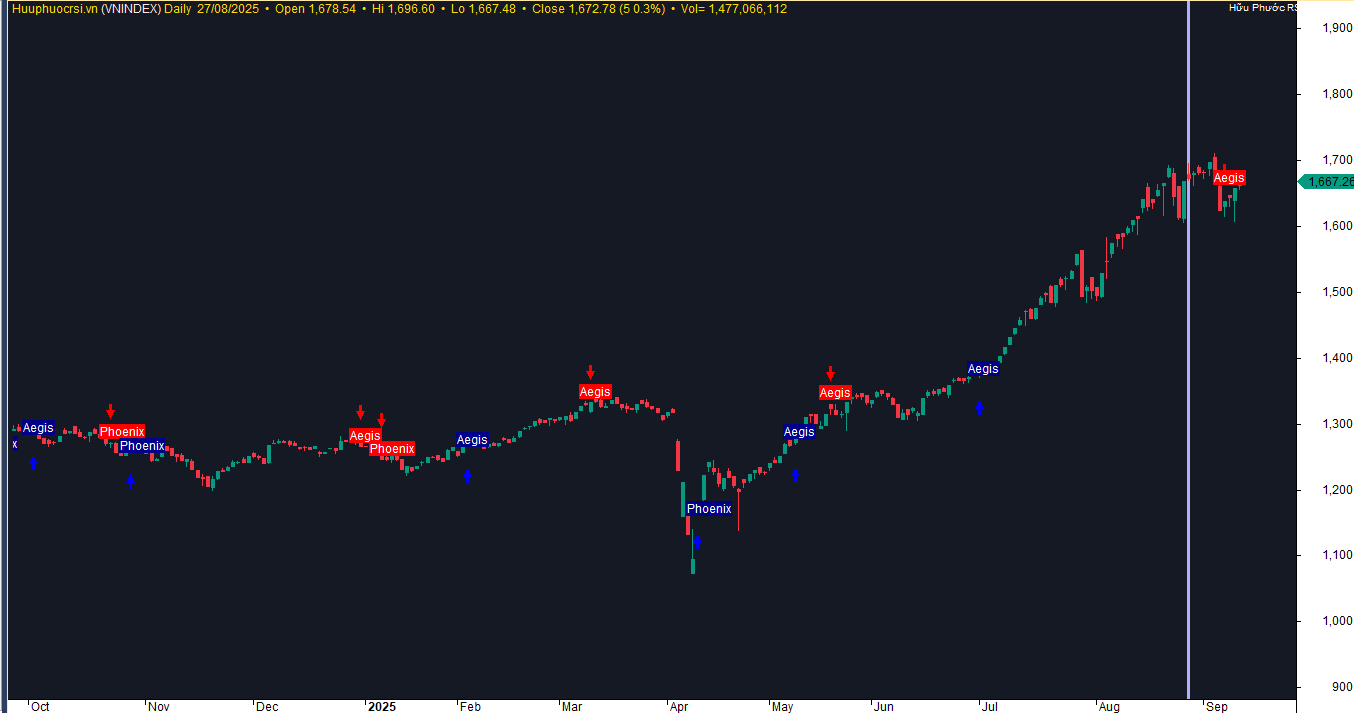 Huuphuocrsi.vn (VNINDEX) Daily 27/08/2025 • Open 1,678.54 • Hi 1,696.60 • Lo 1,667.48 • Close 1,672.78 (5 0.3%) • Vol= 1,477,066,112
Hữu Phước RS
1,900
1,800
1,700
Aegis
1,667.26
1,600
1,500
1,400
Aegis
Aegis
Aegis
1,300
Aegis
Phoenix
Aegis
Aegis
Aegis
x
Phoenix
Phoenix
1,200
Phoenix
1,100
1,000
900
Oct Nov Dec 2025 Feb Mar Apr May Jun Jul Aug Sep